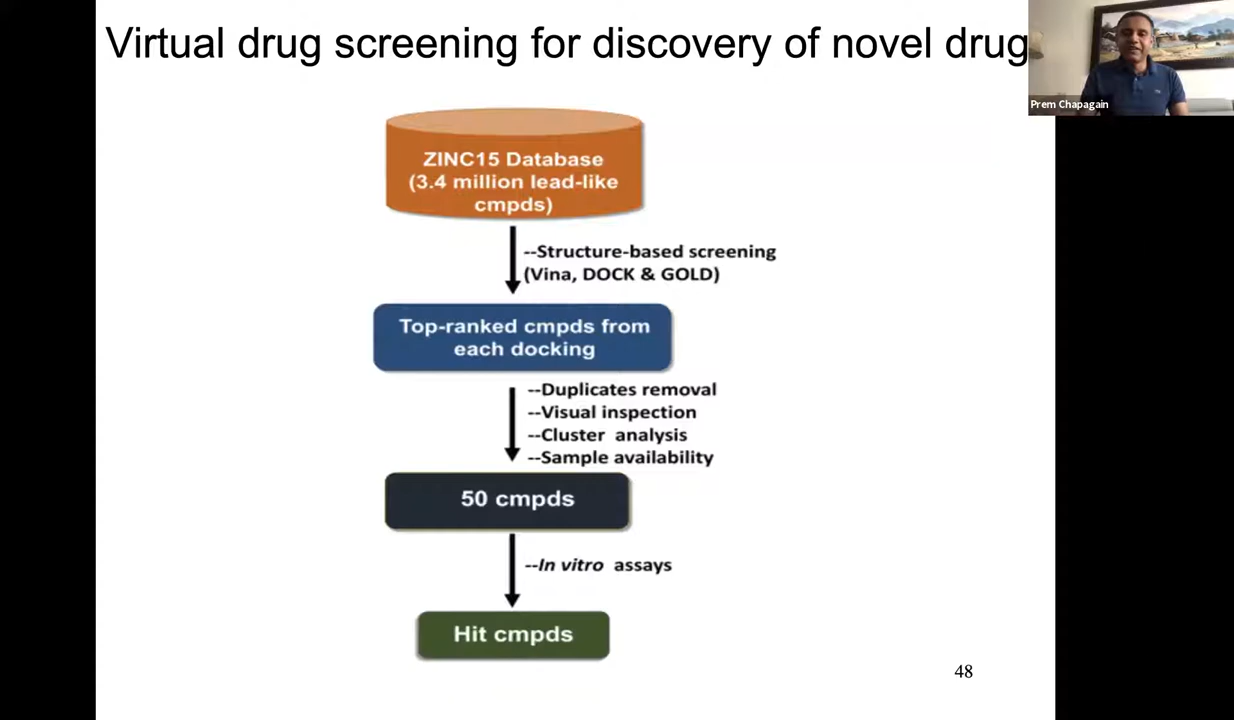 Virtual drug screening for discovery of novel drug
Prem Chapagain
ZINC15 Database
(3.4 million lead-like
cmpds)
--Structure-based screening
(Vina, DOCK & GOLD)
Top-ranked cmpds from
each docking
--Duplicates removal
--Visual inspection
--Cluster analysis
--Sample availability
50 cmpds
--In vitro assays
Hit cmpds
48